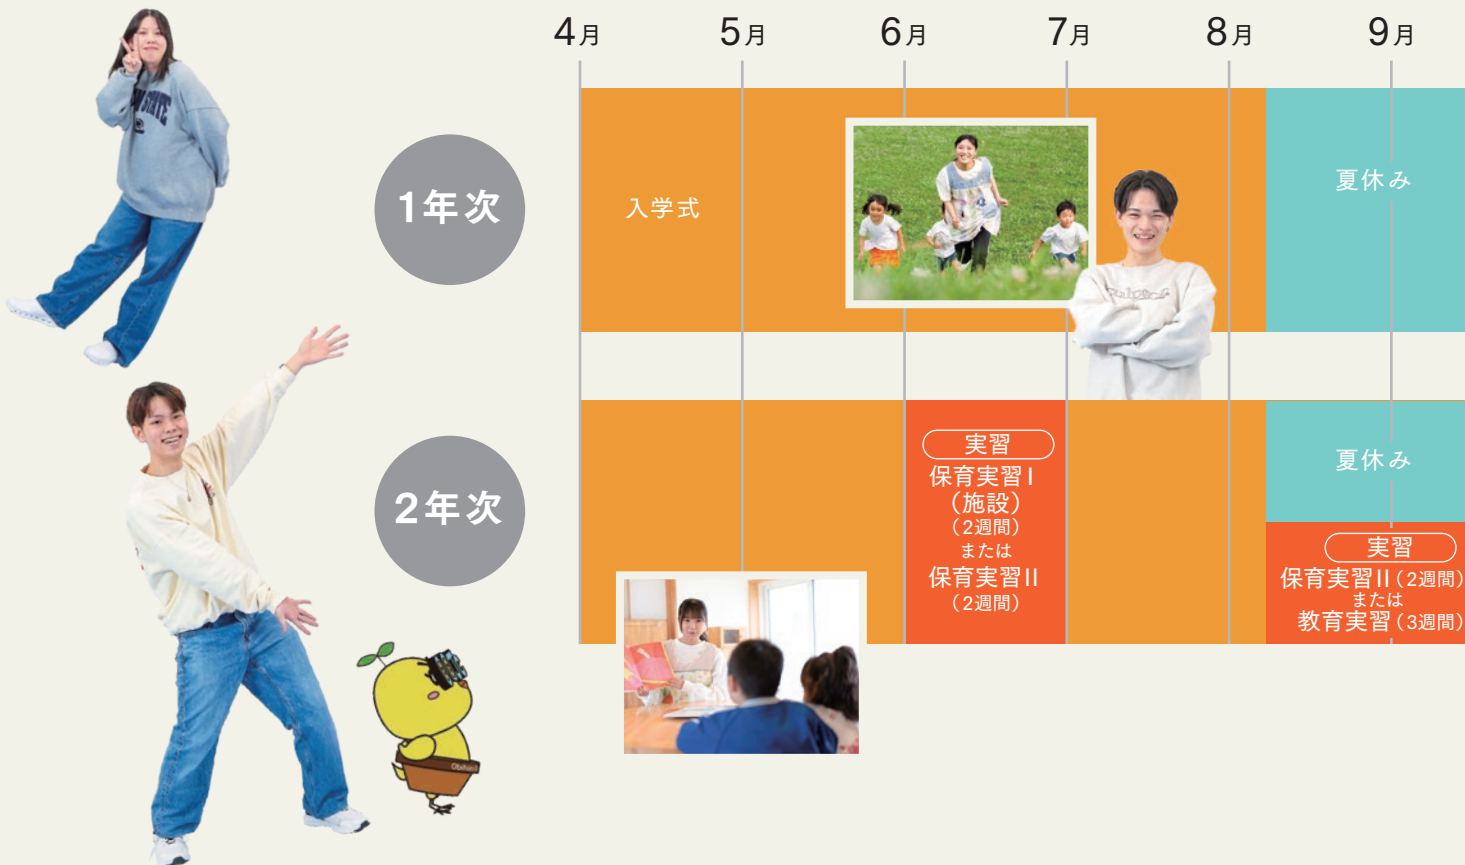 4月 5月 6月 7月 8月 9月
1年次
入学式
夏休み
2年次
実習
保育実習Ⅰ
（施設）
（2週間）
または
保育実習Ⅱ
（2週間）
夏休み
実習
保育実習Ⅱ（2週間）
または
教育実習（3週間）